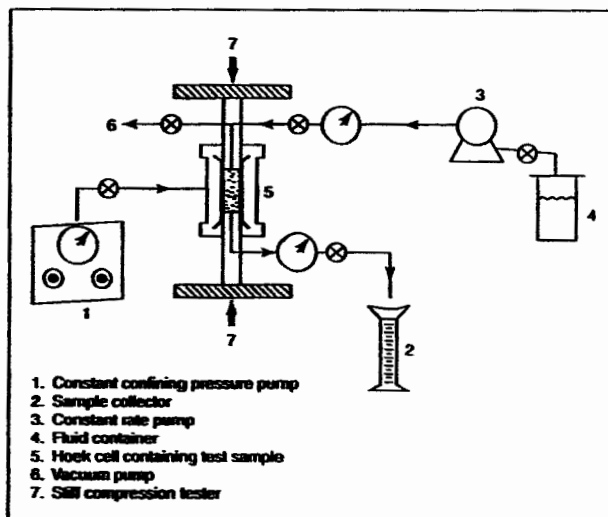 7
3
6
5
4
1
2
7
1. Constant confining pressure pump
2. Sample collector
3. Constant rate pump
4. Fluid container
5. Hoek cell containing test sample
6. Vacuum pump
7. Stiff compression tester